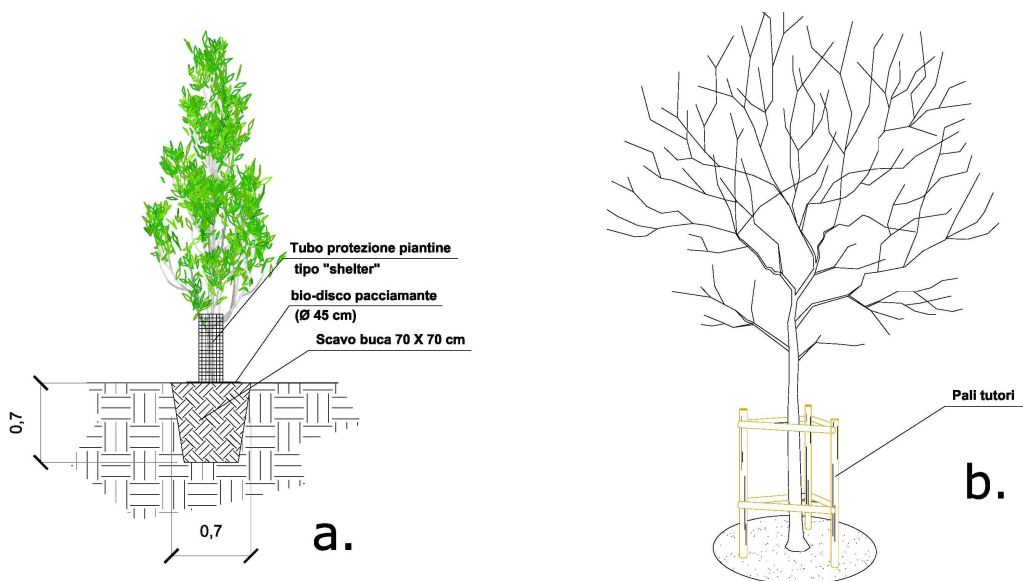 Tubo protezione piantine
tipo "shelter"
bio-disco pacciamante
(Ø 45 cm)
Scavo buca 70 X 70 cm
0,7
0,7
a.
Pali tutori
b.